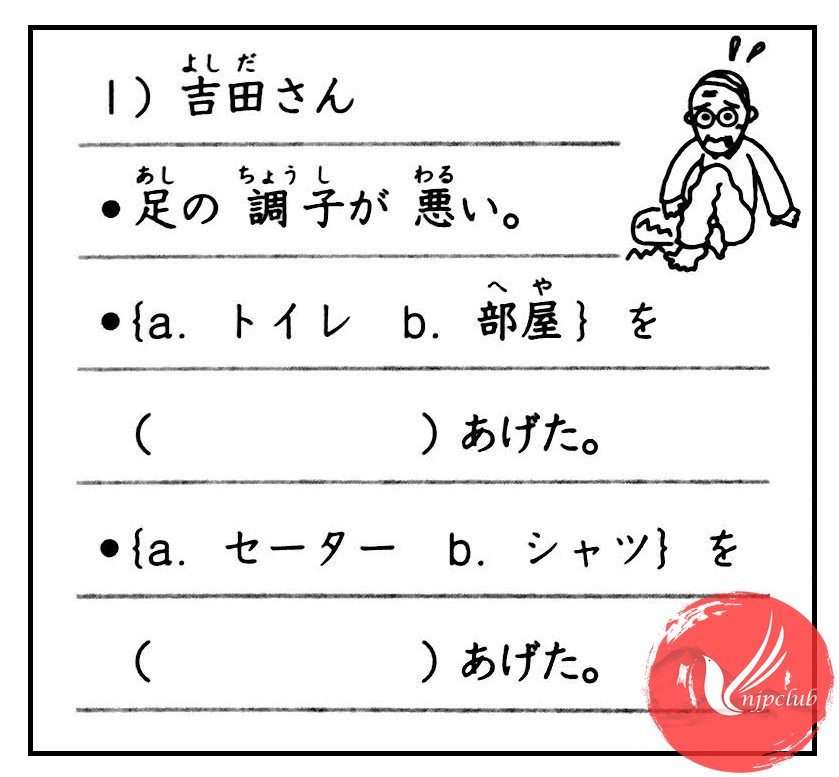 よしだ
1) 吉田さん
あし ちょうし わる
●足の 調子が 悪い。
へや
●{a. トイレ b. 部屋} を
( ) あげた。
●{a. セーター b. シャツ} を
( ) あげた。
njpclub